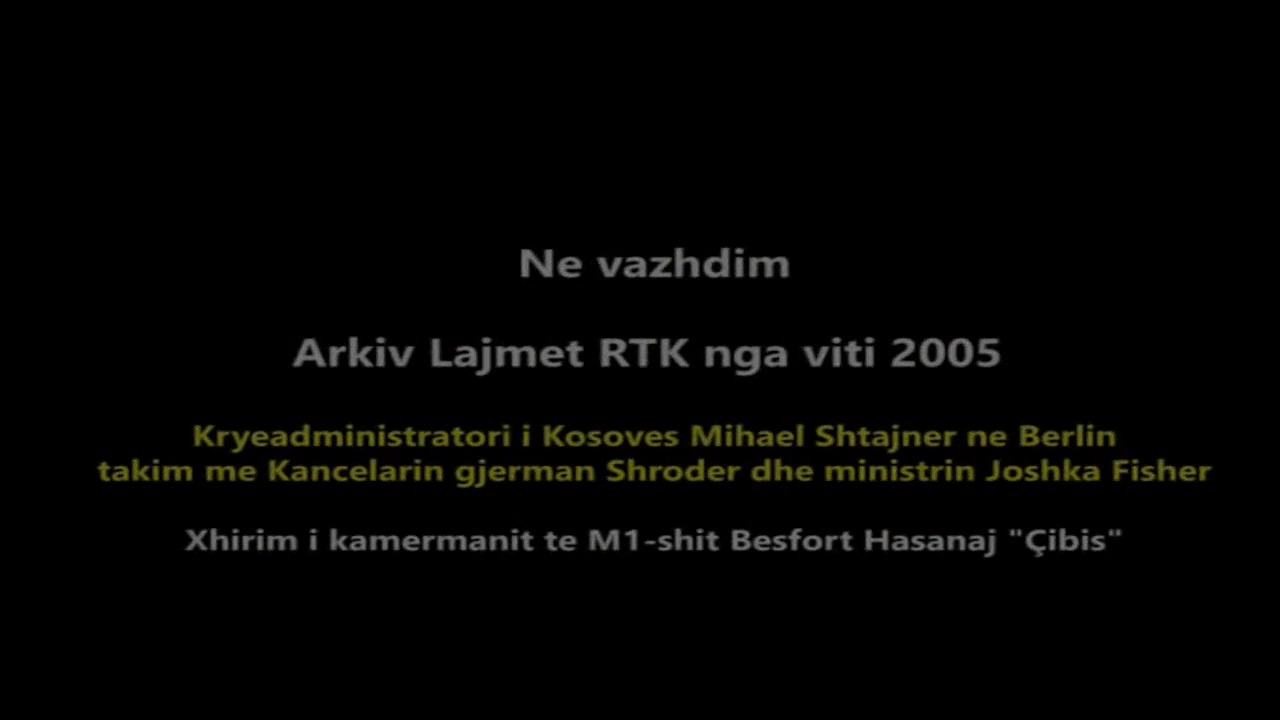 Ne vazhdim
Arkiv Lajmet RTK nga viti 2005
Kryeadministratori i Kosoves Mihael Shtajner ne Berlin
takim me Kancelarin gjerman Shroder dhe ministrin Joshka Fisher
Xhirim i kamermanit te M1-shit Besfort Hasanaj "Çibis"